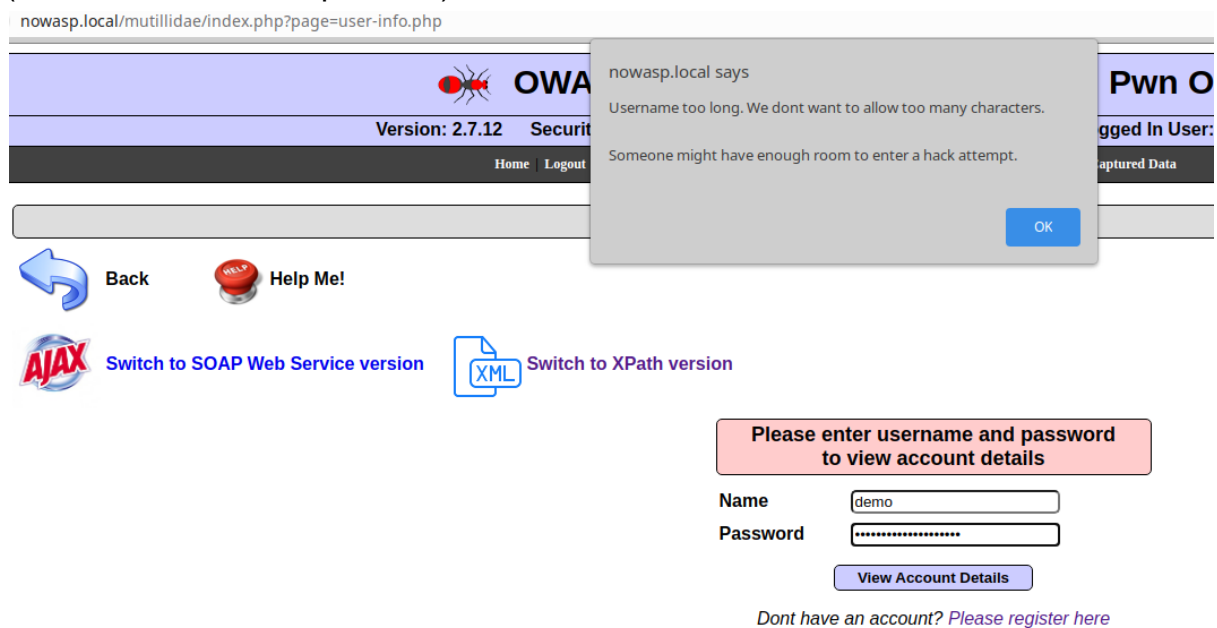 nowasp.local/mutillidae/index.php?page=user-info.php
nowasp.local says
Username too long. We dont want to allow too many characters.
Someone might have enough room to enter a hack attempt.
OK
OWA Pwn O
Version: 2.7.12 Securit gged In User:
Home Logout aptured Data
Back HELP Help Me!
AJAX Switch to SOAP Web Service version XML Switch to XPath version
Please enter username and password
to view account details
Name demo
Password ••••••••••••••••••••
View Account Details
Dont have an account? Please register here